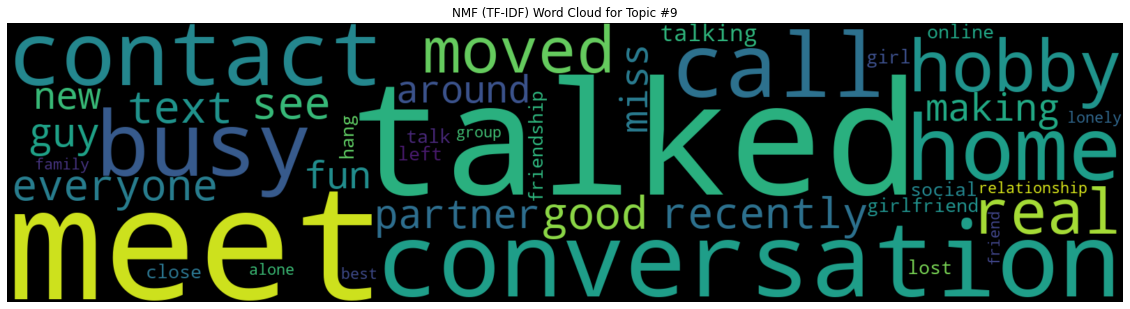 NMF (TF-IDF) Word Cloud for Topic #9
contact moved talking call girl online hobby
new text see around miss making lonely
guy busy hang talked talk group left friendship home
family everyone fun social relationship
meet partner good recently girlfriend real
close alone best conversation lost friend